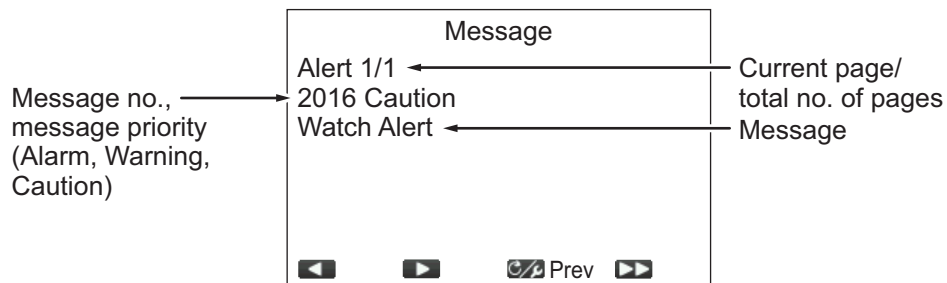 Message
Alert 1/1
2016 Caution
Watch Alert
Prev
Message no.,
message priority
(Alarm, Warning,
Caution)
Current page/
total no. of pages
Message